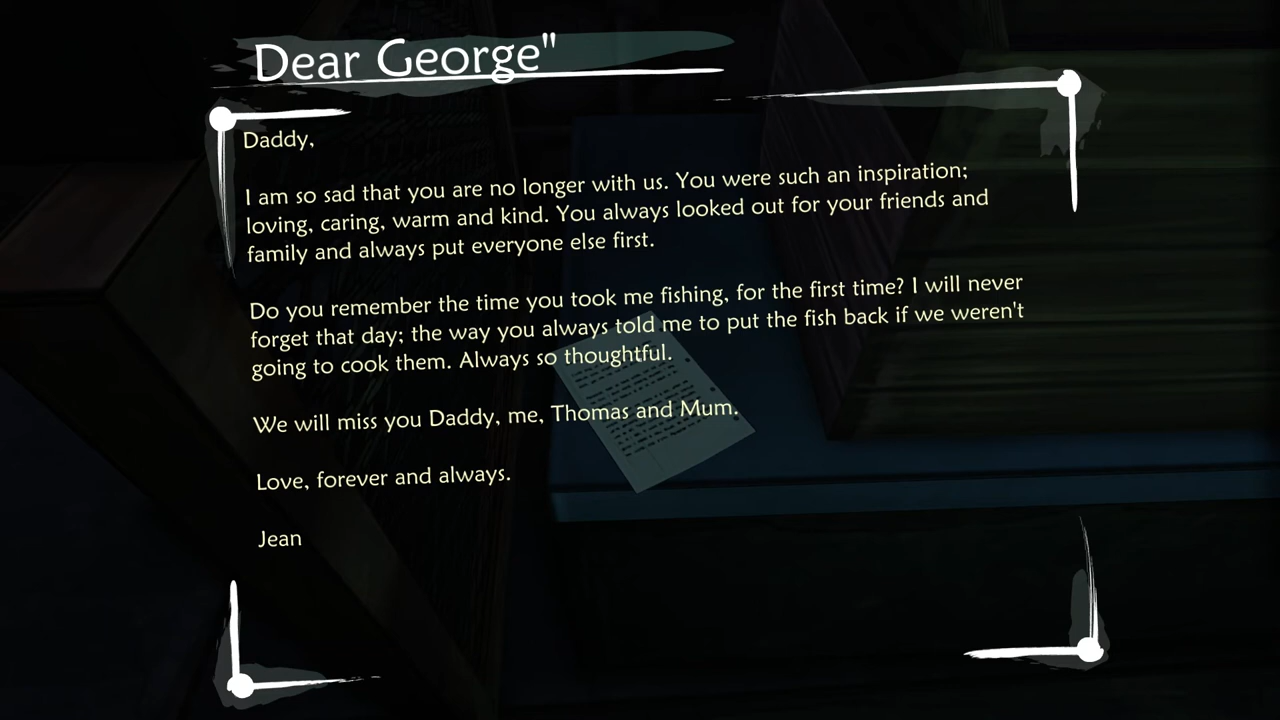 Dear George"
Daddy,
I am so sad that you are no longer with us. You were such an inspiration;
loving, caring, warm and kind. You always looked out for your friends and
family and always put everyone else first.
Do you remember the time you took me fishing, for the first time? I will never
forget that day; the way you always told me to put the fish back if we weren't
going to cook them. Always so thoughtful.
We will miss you Daddy, me, Thomas and Mum.
Love, forever and always.
Jean